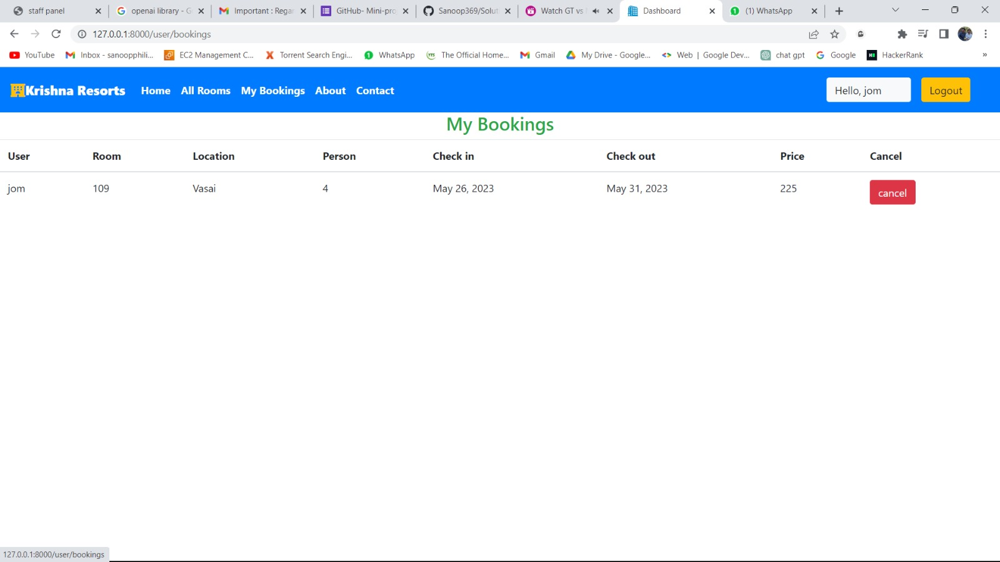 staff panel
openai library - G
Important : Regar
GitHub- Mini-pro
Sanoop369/Solut
Watch GT vs
Dashboard
(1) WhatsApp
127.0.0.1:8000/user/bookings
YouTube
Inbox - sanoopphili...
EC2 Management C...
Torrent Search Engi...
WhatsApp
The Official Home...
Gmail
My Drive - Google...
Web | Google Dev...
chat gpt
Google
HackerRank
»
Krishna Resorts Home All Rooms My Bookings About Contact Hello, jom Logout
My Bookings
User Room Location Person Check in Check out Price Cancel
jom 109 Vasai 4 May 26, 2023 May 31, 2023 225 cancel
127.0.0.1:8000/user/bookings